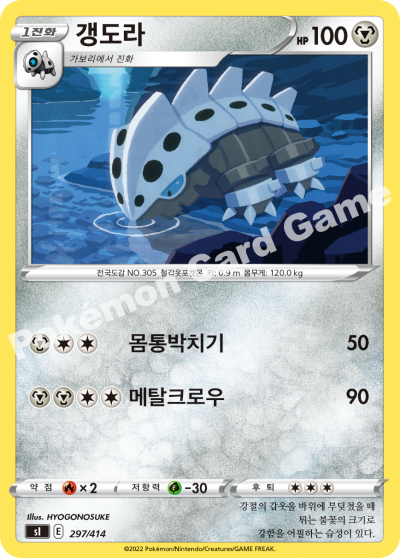 1진화 갱도라 HP 100
가보리에서 진화
전국도감 NO.305 철갑옷포켓몬 키: 0.9 m 몸무게: 120.0 kg
몸통박치기 50
메탈크로우 90
약점 ×2 저항력 -30 후퇴
강철의 갑옷을 바위에 부딪쳤을 때
튀는 불꽃의 크기로
강함을 어필하는 습성이 있다.
Illus. HYOGONOSUKE
sI E 297/414
©2022 Pokémon/Nintendo/Creatures/GAME FREAK.
Pokémon Card Game